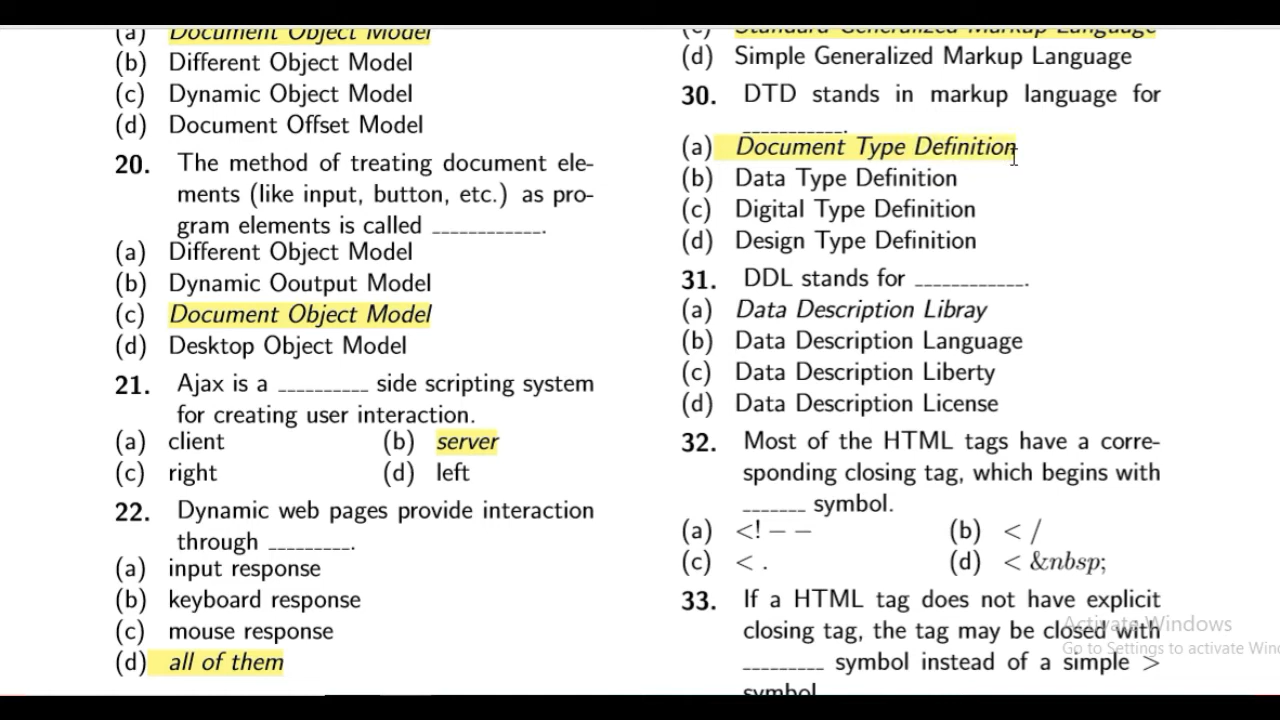 (a) Document Object Model
(b) Different Object Model
(c) Dynamic Object Model
(d) Document Offset Model
20. The method of treating document ele-
ments (like input, button, etc.) as pro-
gram elements is called ____________.
(a) Different Object Model
(b) Dynamic Ooutput Model
(c) Document Object Model
(d) Desktop Object Model
21. Ajax is a __________ side scripting system
for creating user interaction.
(a) client (b) server
(c) right (d) left
22. Dynamic web pages provide interaction
through _________.
(a) input response
(b) keyboard response
(c) mouse response
(d) all of them
(c) Standard Generalized Markup Language
(d) Simple Generalized Markup Language
30. DTD stands in markup language for
___________.
(a) Document Type Definition
(b) Data Type Definition
(c) Digital Type Definition
(d) Design Type Definition
31. DDL stands for ____________.
(a) Data Description Libray
(b) Data Description Language
(c) Data Description Liberty
(d) Data Description License
32. Most of the HTML tags have a corre-
sponding closing tag, which begins with
_______ symbol.
(a) <! − − (b) < /
(c) < . (d) < &nbsp;
33. If a HTML tag does not have explicit
closing tag, the tag may be closed with
_________ symbol instead of a simple >
symbol
Activate Windows
Go to Settings to activate Win